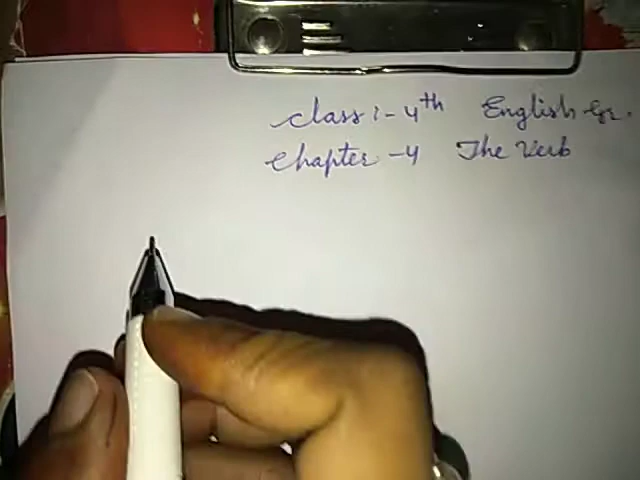 Class :- 4th English Gr.
Chapter - 4 The Verb